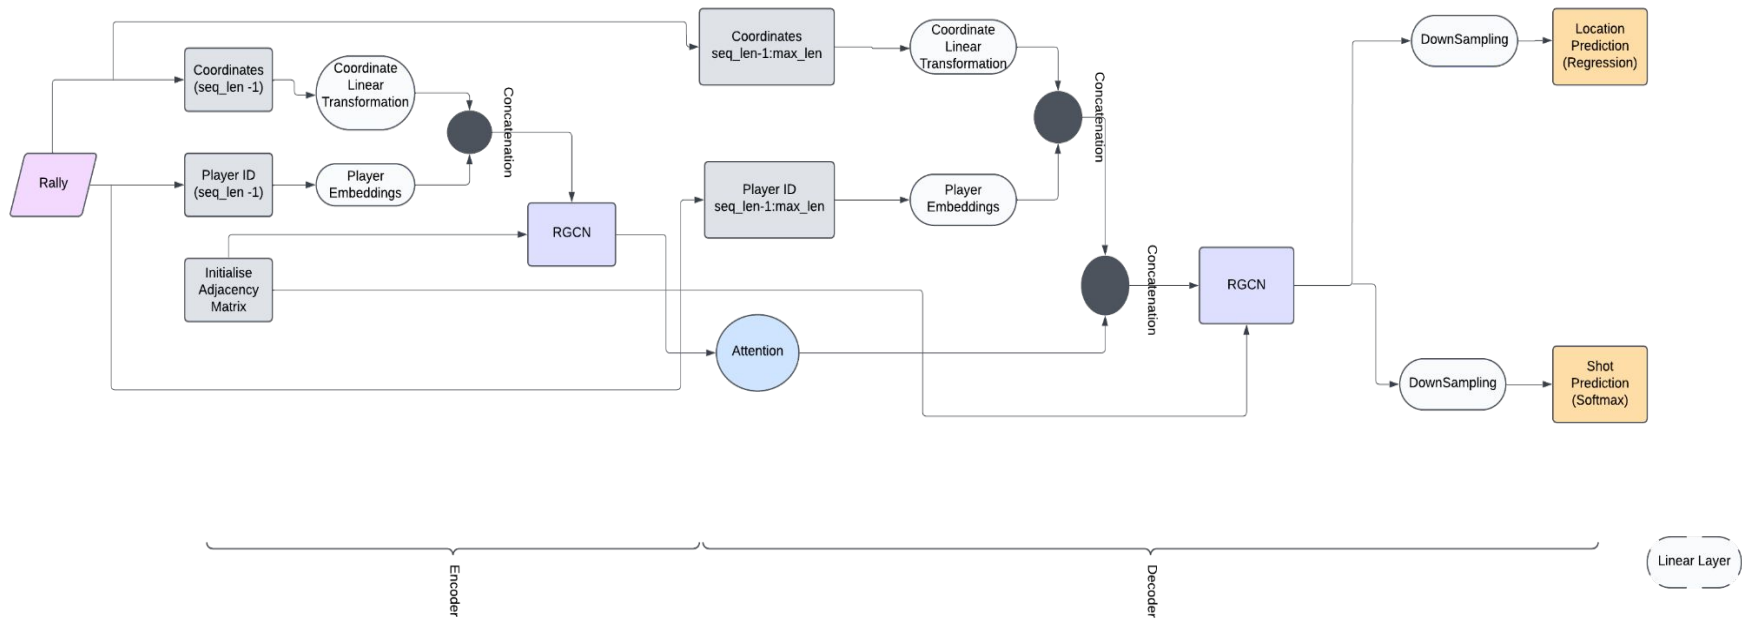 Rally
Coordinates
(seq_len -1)
Coordinate
Linear
Transformation
Player ID
(seq_len -1)
Player
Embeddings
Concatenation
Initialise
Adjacency
Matrix
RGCN
Attention
Coordinates
seq_len-1:max_len
Coordinate
Linear
Transformation
Player ID
seq_len-1:max_len
Player
Embeddings
Concatenation
Concatenation
RGCN
DownSampling
Location
Prediction
(Regression)
DownSampling
Shot
Prediction
(Softmax)
Encoder
Decoder
Linear Layer